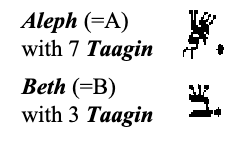 Aleph (=A)
with 7 Taagin
Beth (=B)
with 3 Taagin